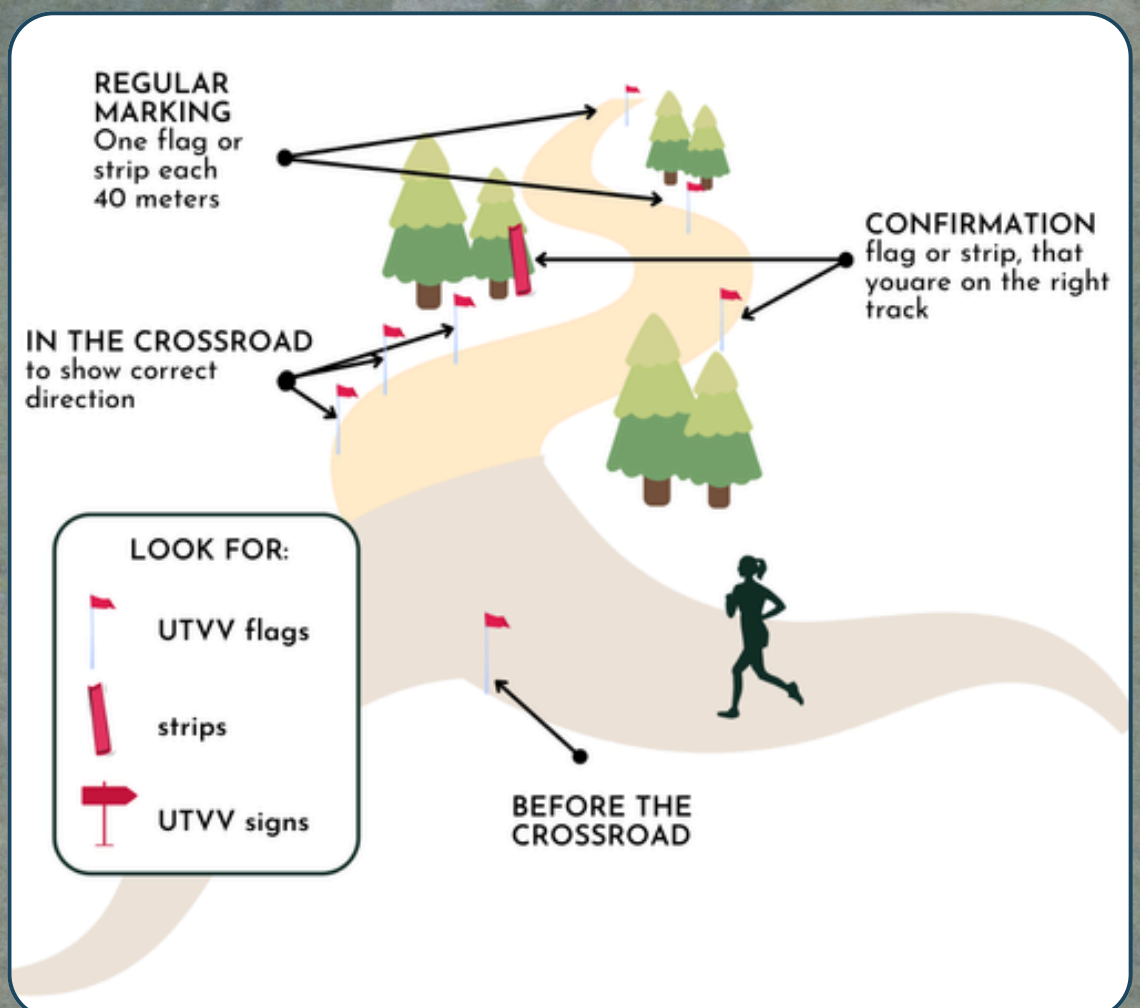 REGULAR
MARKING
One flag or
strip each
40 meters
CONFIRMATION
flag or strip, that
youare on the right
track
IN THE CROSSROAD
to show correct
direction
LOOK FOR:
UTVV flags
strips
UTVV signs
BEFORE THE
CROSSROAD